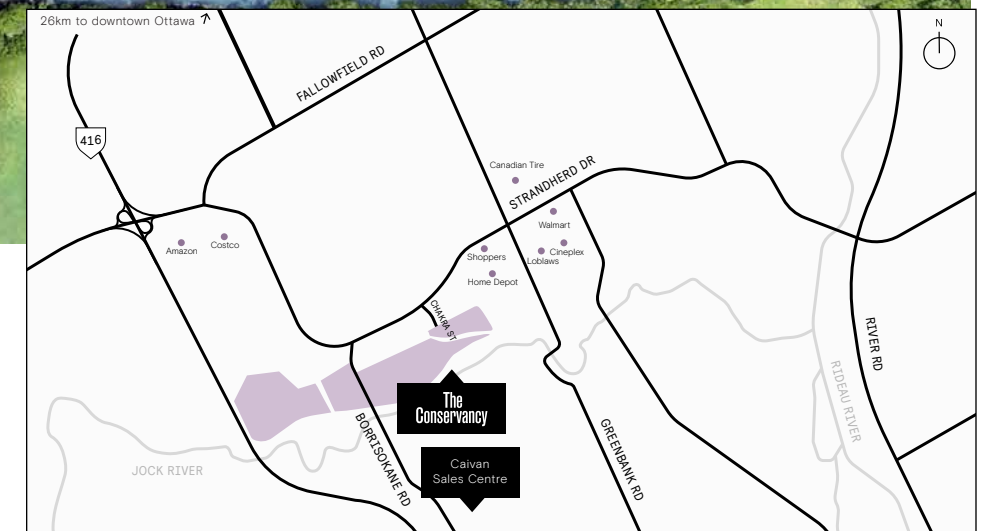 26km to downtown Ottawa
N
FALLOWFIELD RD
416
Canadian Tire
STRANDHERD DR
Walmart
Amazon
Costco
Shoppers
Cineplex
Loblaws
Home Depot
CHAKRA ST
RIVER RD
RIDEAU RIVER
The
Conservancy
BORRISOKANE RD
GREENBANK RD
JOCK RIVER
Caivan
Sales Centre